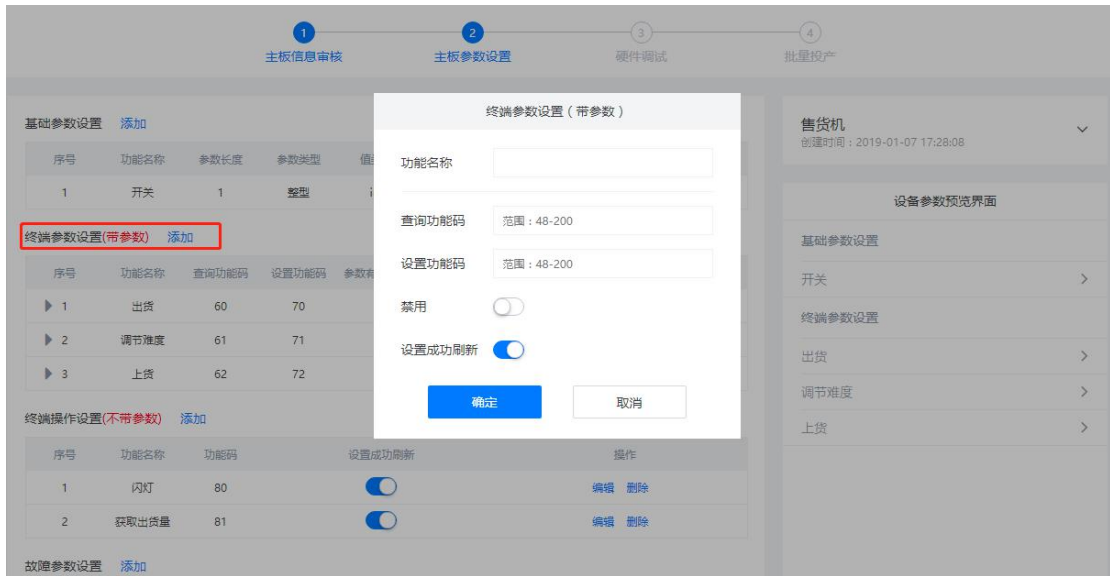 1
2
3
4
主板信息审核
主板参数设置
硬件调试
批量投产
基础参数设置 添加
序号 功能名称 参数长度 参数类型
1 开关 1 整型
终端参数设置(带参数) 添加
序号 功能名称 查询功能码 设置功能码 参数有
1 出货 60 70
2 调节难度 61 71
3 上货 62 72
终端操作设置(不带参数) 添加
序号 功能名称 功能码 设置成功刷新 操作
1 闪灯 80 编辑 删除
2 获取出货量 81 编辑 删除
故障参数设置 添加
终端参数设置（带参数）
功能名称
查询功能码 范围：48-200
设置功能码 范围：48-200
禁用
设置成功刷新
确定 取消
售货机
创建时间：2019-01-07 17:28:08
设备参数预览界面
基础参数设置
开关
终端参数设置
出货
调节难度
上货